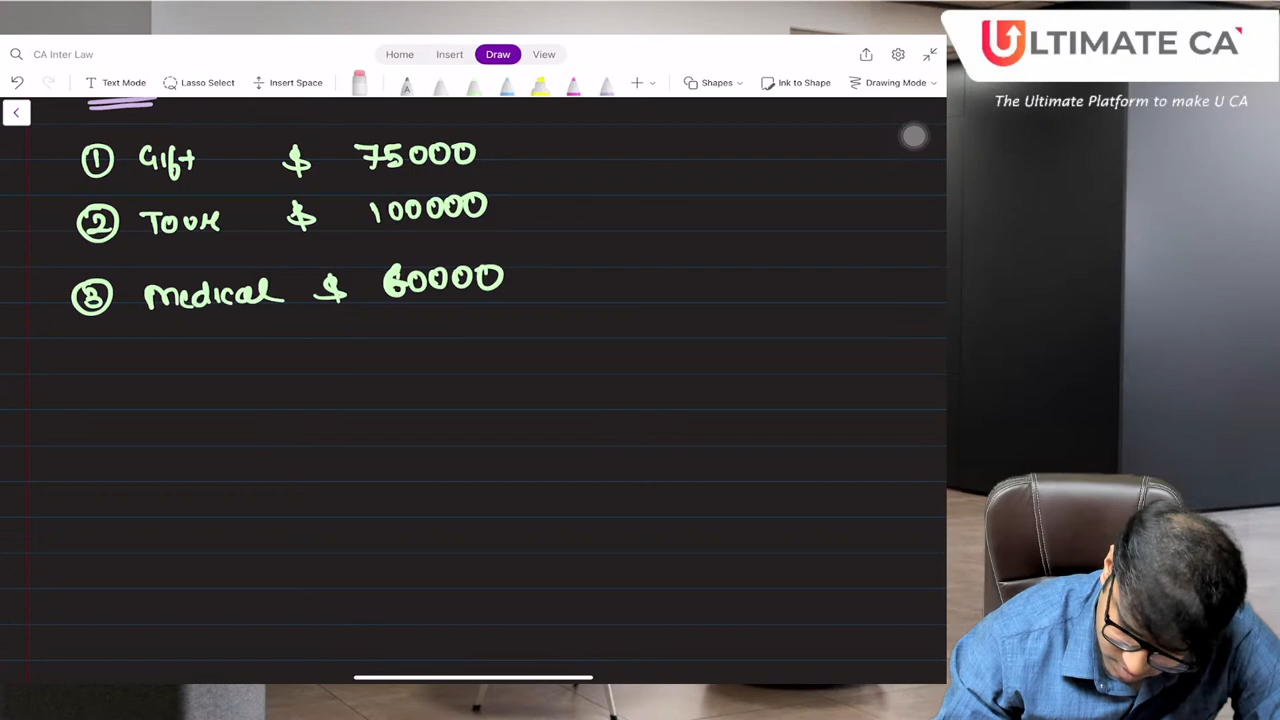 CA Inter Law
Home Insert Draw View
Text Mode Lasso Select Insert Space Shapes Ink to Shape Drawing Mode
ULTIMATE CA
The Ultimate Platform to make U CA
① Gift $ 75000
② Tour $ 100000
③ Medical $ 60000